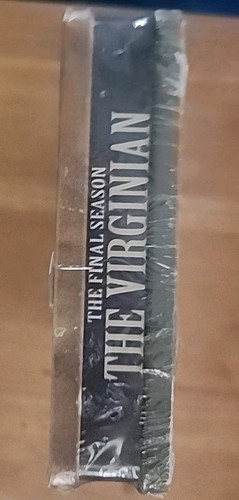 THE FINAL SEASON
THE VIRGINIAN